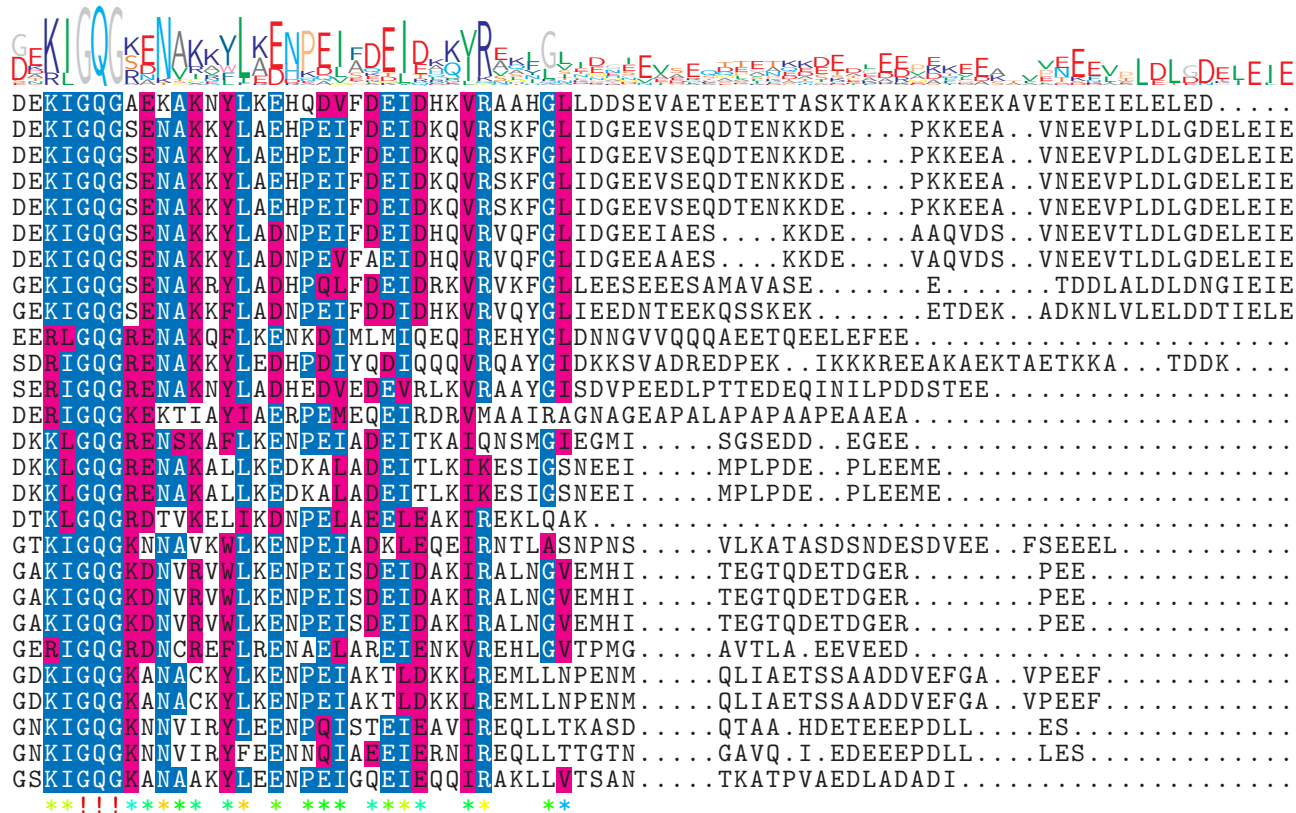 DEKIGQGAEKAKNYLKEHQDVFDEIDHKVRAAHGLLDDSEVAETEEETTASKTKAKAKKEEKAVETEEIELELED.....
DEKIGQGSENAKKYLAEHPEIFDEIDKQVRSKFGLIDGEEVSEQDTENKKDE....PKKEEA..VNEEVPLDLGDELEIE
DEKIGQGSENAKKYLAEHPEIFDEIDKQVRSKFGLIDGEEVSEQDTENKKDE....PKKEEA..VNEEVPLDLGDELEIE
DEKIGQGSENAKKYLAEHPEIFDEIDKQVRSKFGLIDGEEVSEQDTENKKDE....PKKEEA..VNEEVPLDLGDELEIE
DEKIGQGSENAKKYLAEHPEIFDEIDKQVRSKFGLIDGEEVSEQDTENKKDE....PKKEEA..VNEEVPLDLGDELEIE
DEKIGQGSENAKKYLADNPEIFDEIDHQVRVQFGLIDGEEIAES....KKDE....AAQVDS..VNEEVTLDLGDELEIE
DEKIGQGSENAKKYLADNPEVFAEIDHQVRVQFGLIDGEEAAES....KKDE....VAQVDS..VNEEVTLDLGDELEIE
GEKIGQGSENAKRYLADHPQLFDEIDRKVRVKFGLLEESEEESAMAVASE.......E.......TDDLALDLDNGIEIE
GEKIGQGSENAKKFLADNPEIFDDIDHKVRVQYGLIEEDNTEEKQSSKEK.......ETDEK..ADKNLVLELDDTIELE
EERLGQGRENAKQFLKENKDIMLMIQEQIREHYGLDNNGVVQQQAEETQEELEFEE........................
SDRIGQGRENAKKYLEDHPDIYQDIQQQVRQAYGIDKKSVADREDPEK..IKKKREEAKAEKTAETKKA...TDDK....
SERIGQGRENAKNYLADHEDVEDEVRLKVRAAYGISDVPEEDLPTTEDEQINILPDDSTEE...................
DERIGQGKEKTIAYIAERPEMEQEIRDRVMAAIRAGNAGEAPALAPAPAAPEAAEA........................
DKKLGQGRENSKAFLKENPEIADEITKAIQNSMGIEGMI.....SGSEDD..EGEE........................
DKKLGQGRENAKALLKEDKALADEITLKIKESIGSNEEI.....MPLPDE..PLEEME......................
DKKLGQGRENAKALLKEDKALADEITLKIKESIGSNEEI.....MPLPDE..PLEEME......................
DTKLGQGRDTVKELIKDNPELAEELEAKIREKLQAK............................................
GTKIGQGKNNAVKWLKENPEIADKLEQEIRNTLASNPNS.....VLKATASDSNDESDVEE..FSEEEL...........
GAKIGQGKDNVRVWLKENPEISDEIDAKIRALNGVEMHI.....TEGTQDETDGER........PEE.............
GAKIGQGKDNVRVWLKENPEISDEIDAKIRALNGVEMHI.....TEGTQDETDGER........PEE.............
GAKIGQGKDNVRVWLKENPEISDEIDAKIRALNGVEMHI.....TEGTQDETDGER........PEE.............
GERIGQGRDNCREFLRENAELAREIENKVREHLGVTPMG.....AVTLA.EEVEED........................
GDKIGQGKANACKYLKENPEIAKTLDKKLREMLLNPENM.....QLIAETSSAADDVEFGA..VPEEF............
GDKIGQGKANACKYLKENPEIAKTLDKKLREMLLNPENM.....QLIAETSSAADDVEFGA..VPEEF............
GNKIGQGKNNVIRYLEENPQISTEIEAVIREQLLTKASD.....QTAA.HDETEEEPDLL....ES..............
GNKIGQGKNNVIRYFEENNQIAEEIERNIREQLLTTGTN.....GAVQ.I.EDEEEPDLL....LES.............
GSKIGQGKANAAKYLEENPEIGQEIEQQIRAKLLVTSAN.....TKATPVAEDLADADI.....................
**!!!***** ** * *** **** ** **